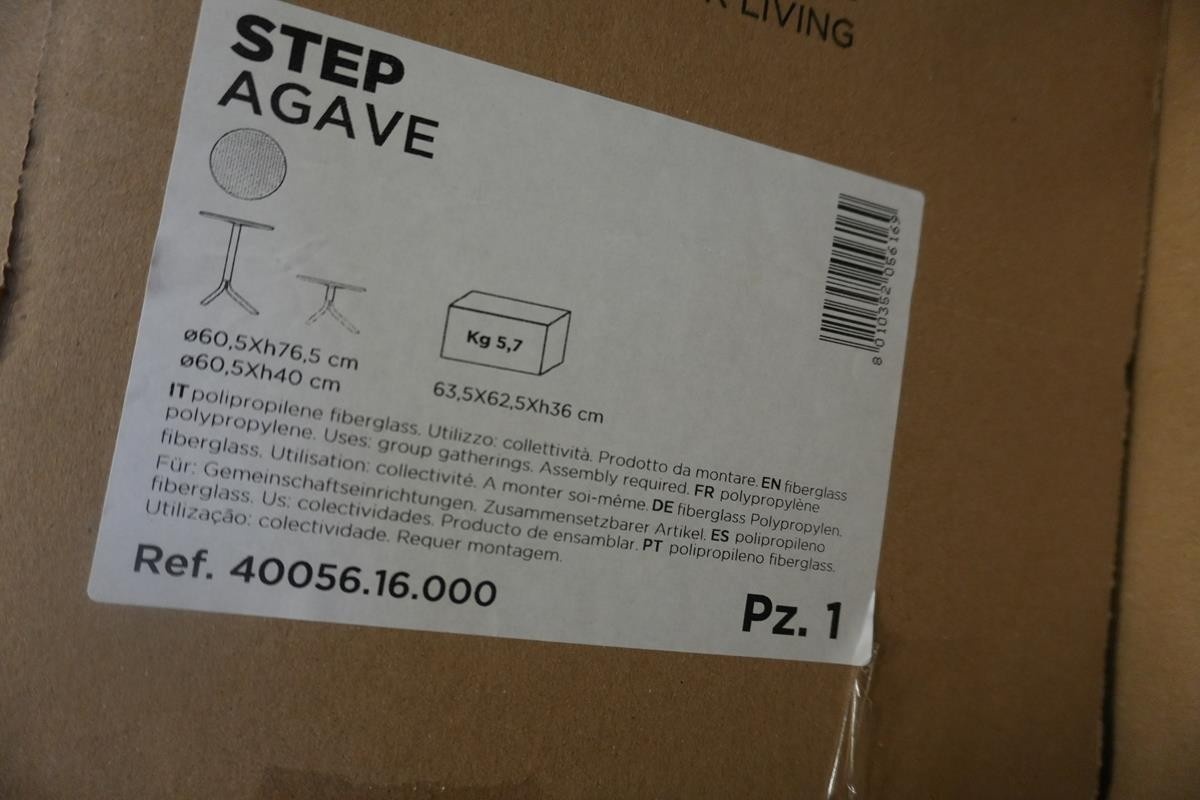 LIVING
STEP
AGAVE
ø60,5Xh76,5 cm
ø60,5Xh40 cm
Kg 5,7
63,5X62,5Xh36 cm
8 010352 056169
IT polipropilene fiberglass. Utilizzo: collettività. Prodotto da montare. EN fiberglass
polypropylene. Uses: group gatherings. Assembly required. FR polypropylène
fiberglass. Utilisation: collectivité. A monter soi-même. DE fiberglass Polypropylen.
Für: Gemeinschaftseinrichtungen. Zusammensetzbarer Artikel. ES polipropileno
fiberglass. Us: colectividades. Producto de ensamblar. PT polipropileno fiberglass.
Utilização: colectividade. Requer montagem.
Ref. 40056.16.000
Pz. 1